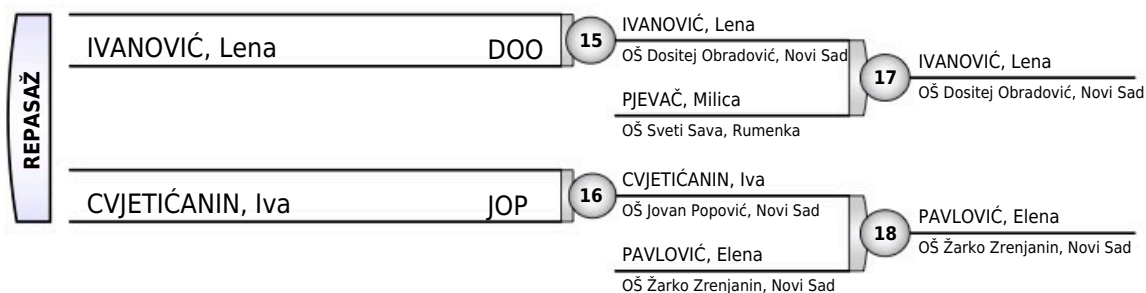 REPASAŽ
IVANOVIĆ, Lena DOO
15
IVANOVIĆ, Lena
OŠ Dositej Obradović, Novi Sad
PJEVAČ, Milica
OŠ Sveti Sava, Rumenka
17
IVANOVIĆ, Lena
OŠ Dositej Obradović, Novi Sad
CVJETIĆANIN, Iva JOP
16
CVJETIĆANIN, Iva
OŠ Jovan Popović, Novi Sad
PAVLOVIĆ, Elena
OŠ Žarko Zrenjanin, Novi Sad
18
PAVLOVIĆ, Elena
OŠ Žarko Zrenjanin, Novi Sad